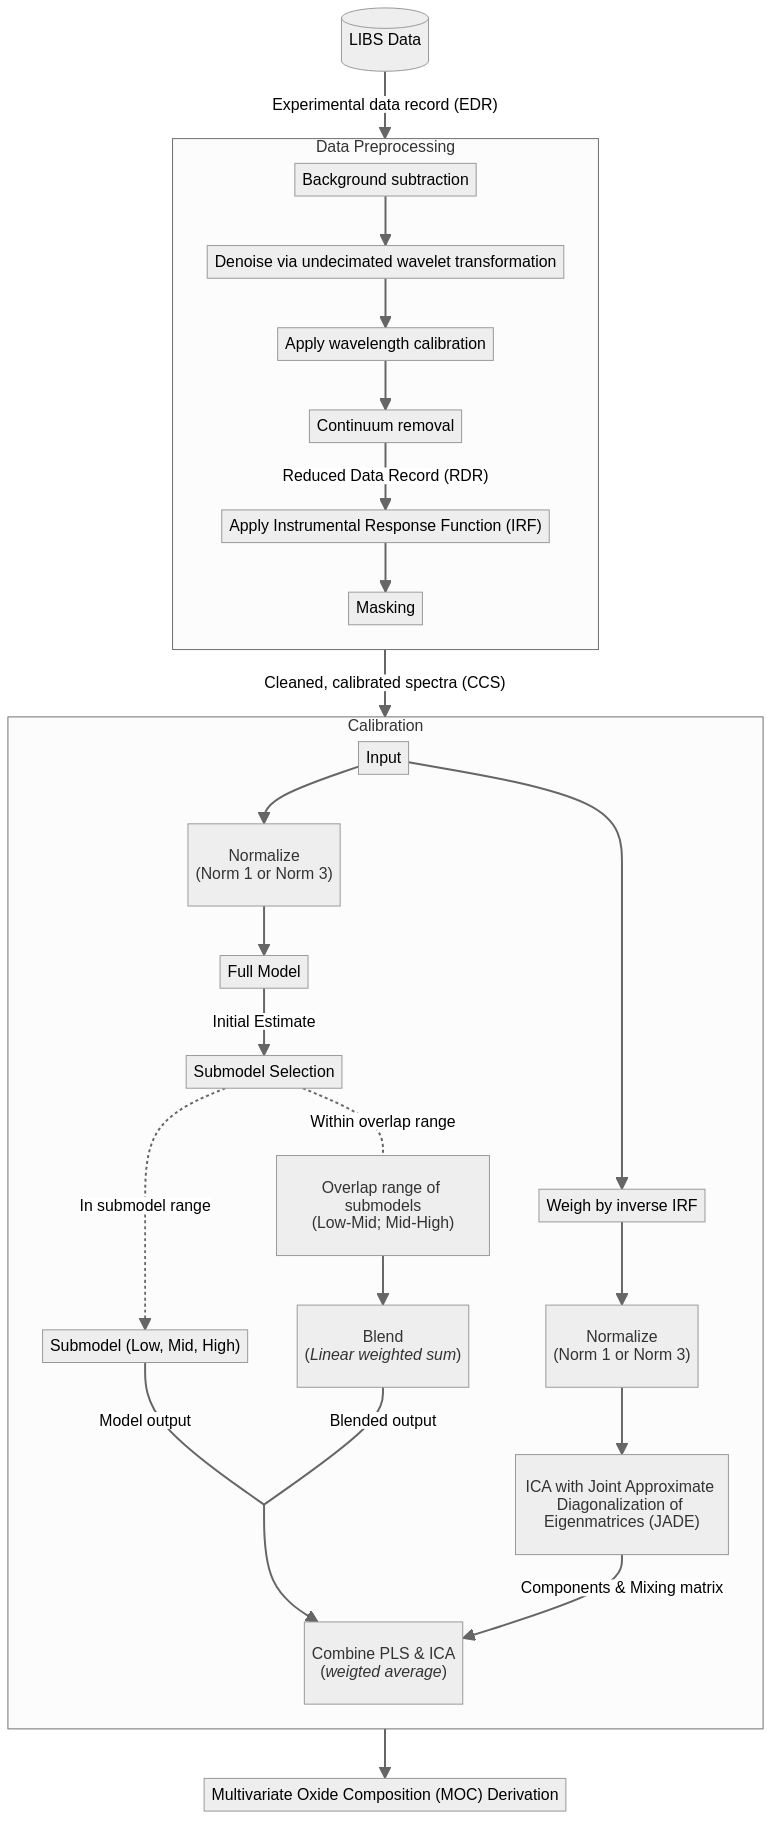 LIBS Data
Experimental data record (EDR)
Data Preprocessing
Background subtraction
Denoise via undecimated wavelet transformation
Apply wavelength calibration
Continuum removal
Reduced Data Record (RDR)
Apply Instrumental Response Function (IRF)
Masking
Cleaned, calibrated spectra (CCS)
Calibration
Input
Normalize
(Norm 1 or Norm 3)
Full Model
Initial Estimate
Submodel Selection
Within overlap range
In submodel range
Overlap range of
submodels
(Low-Mid; Mid-High)
Weigh by inverse IRF
Submodel (Low, Mid, High)
Blend
(Linear weighted sum)
Normalize
(Norm 1 or Norm 3)
Model output
Blended output
ICA with Joint Approximate
Diagonalization of
Eigenmatrices (JADE)
Components & Mixing matrix
Combine PLS & ICA
(weigted average)
Multivariate Oxide Composition (MOC) Derivation